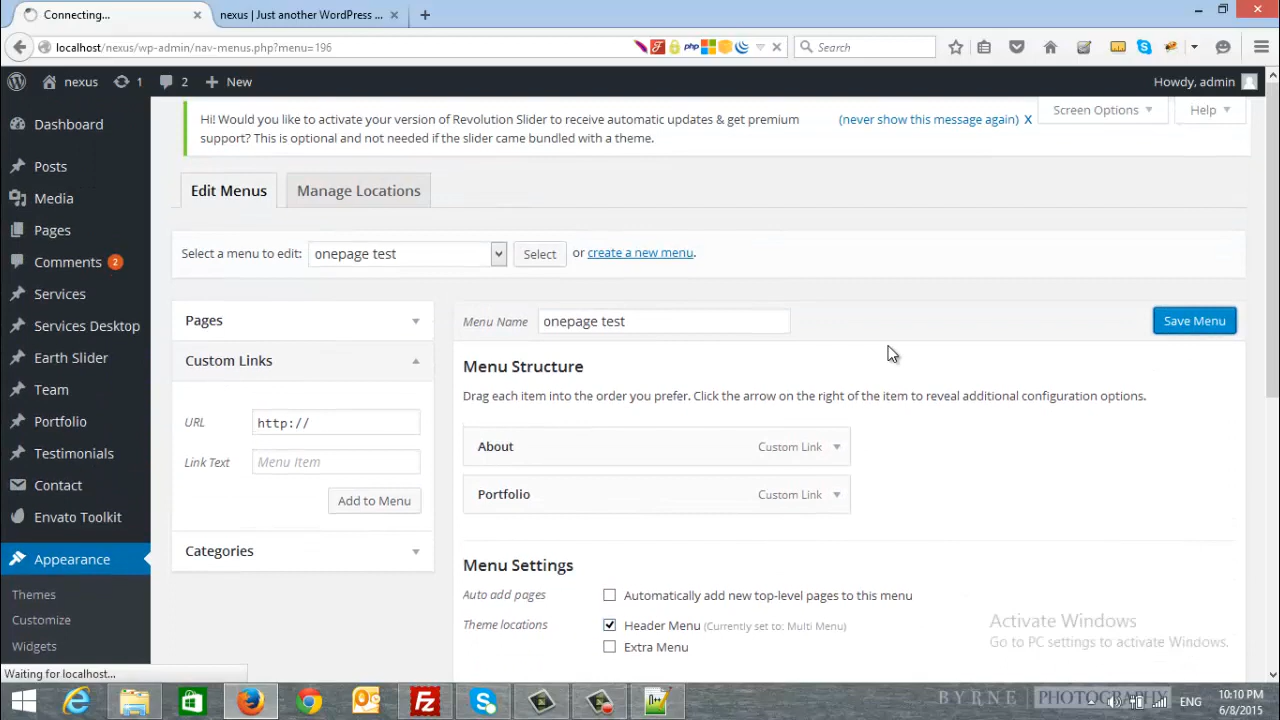 Connecting...
nexus | Just another WordPress ...
localhost/nexus/wp-admin/nav-menus.php?menu=196
php
Search
nexus
1
2
New
Howdy, admin
Dashboard
Posts
Media
Pages
Comments 2
Services
Services Desktop
Earth Slider
Team
Portfolio
Testimonials
Contact
Envato Toolkit
Appearance
Themes
Customize
Widgets
Hi! Would you like to activate your version of Revolution Slider to receive automatic updates & get premium
support? This is optional and not needed if the slider came bundled with a theme.
(never show this message again) X
Screen Options
Help
Edit Menus
Manage Locations
Select a menu to edit: onepage test Select or create a new menu.
Pages
Custom Links
URL http://
Link Text Menu Item
Add to Menu
Categories
Menu Name onepage test
Save Menu
Menu Structure
Drag each item into the order you prefer. Click the arrow on the right of the item to reveal additional configuration options.
About Custom Link
Portfolio Custom Link
Menu Settings
Auto add pages Automatically add new top-level pages to this menu
Theme locations Header Menu (Currently set to: Multi Menu)
Extra Menu
Activate Windows
Go to PC settings to activate Windows.
Waiting for localhost...
BYRNE PHOTOGRAPHY
ENG
10:10 PM
6/8/2015